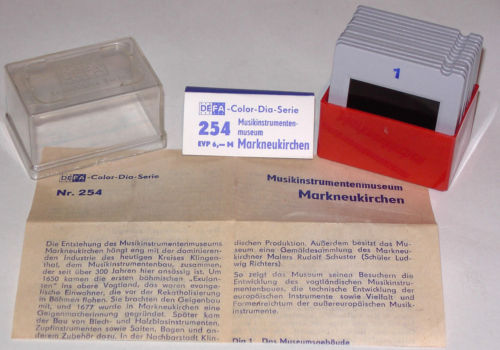 1
DEFA-Color-Dia-Serie
254 Musikinstrumenten-
museum
EVP 6,— M Markneukirchen
DEFA-Color-Dia-Serie
Nr. 254
Musikinstrumentenmuseum
Markneukirchen
Die Entstehung des Musikinstrumentenmuseums
Markneukirchen hängt eng mit der dominieren-
den Industrie des heutigen Kreises Klingen-
thal, dem Musikinstrumentenbau, zusammen,
der seit über 300 Jahren hier ansässig ist. Um
1650 kamen die ersten böhmischen „Exulan-
ten" ins obere Vogtland, das waren evange-
lische Einwohner, die vor der Rekatholisierung
in Böhmen flohen. Sie brachten den Geigenbau
mit, und 1677 wurde in Markneukirchen eine
Geigenmacherinnung gegründet. Später kam
der Bau von Blech- und Holzblasinstrumenten,
Zupfinstrumenten sowie Saiten, Bogen und an-
deren Zubehör dazu. In der Nachbarstadt Klin-
dischen Produktion. Außerdem besitzt das Mu-
seum eine Gemäldesammlung des Markneu-
kirchner Malers Rudolf Schuster (Schüler Lud-
wig Richters).
So zeigt das Museum seinen Besuchern die
Entwicklung des vogtländischen Musikinstru-
mentenbaues, die technische Entwicklung der
europäischen Instrumente sowie Vielfalt und
Formenreichtum der außereuropäischen Musik-
instrumente.
Dia 1 Das Museumsgebäude